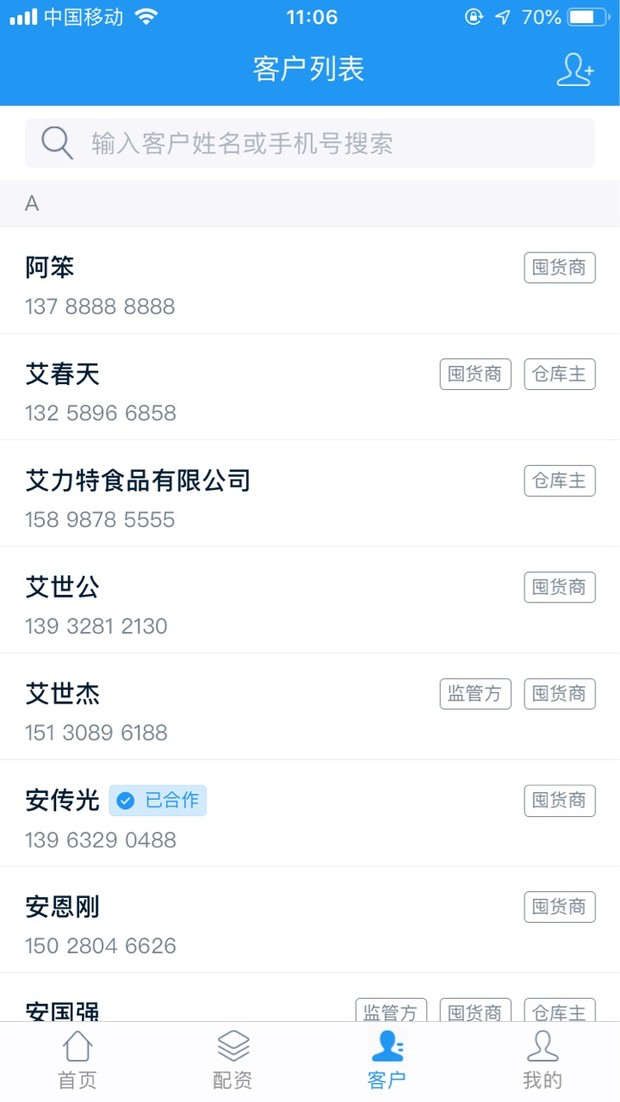 中国移动 11:06 70%
客户列表
输入客户姓名或手机号搜索
A
阿笨 囤货商
137 8888 8888
艾春天 囤货商 仓库主
132 5896 6858
艾力特食品有限公司 仓库主
158 9878 5555
艾世公 囤货商
139 3281 2130
艾世杰 监管方 囤货商
151 3089 6188
安传光 已合作 囤货商
139 6329 0488
安恩刚 囤货商
150 2804 6626
安国强 监管方 囤货商 仓库主
首页 配资 客户 我的